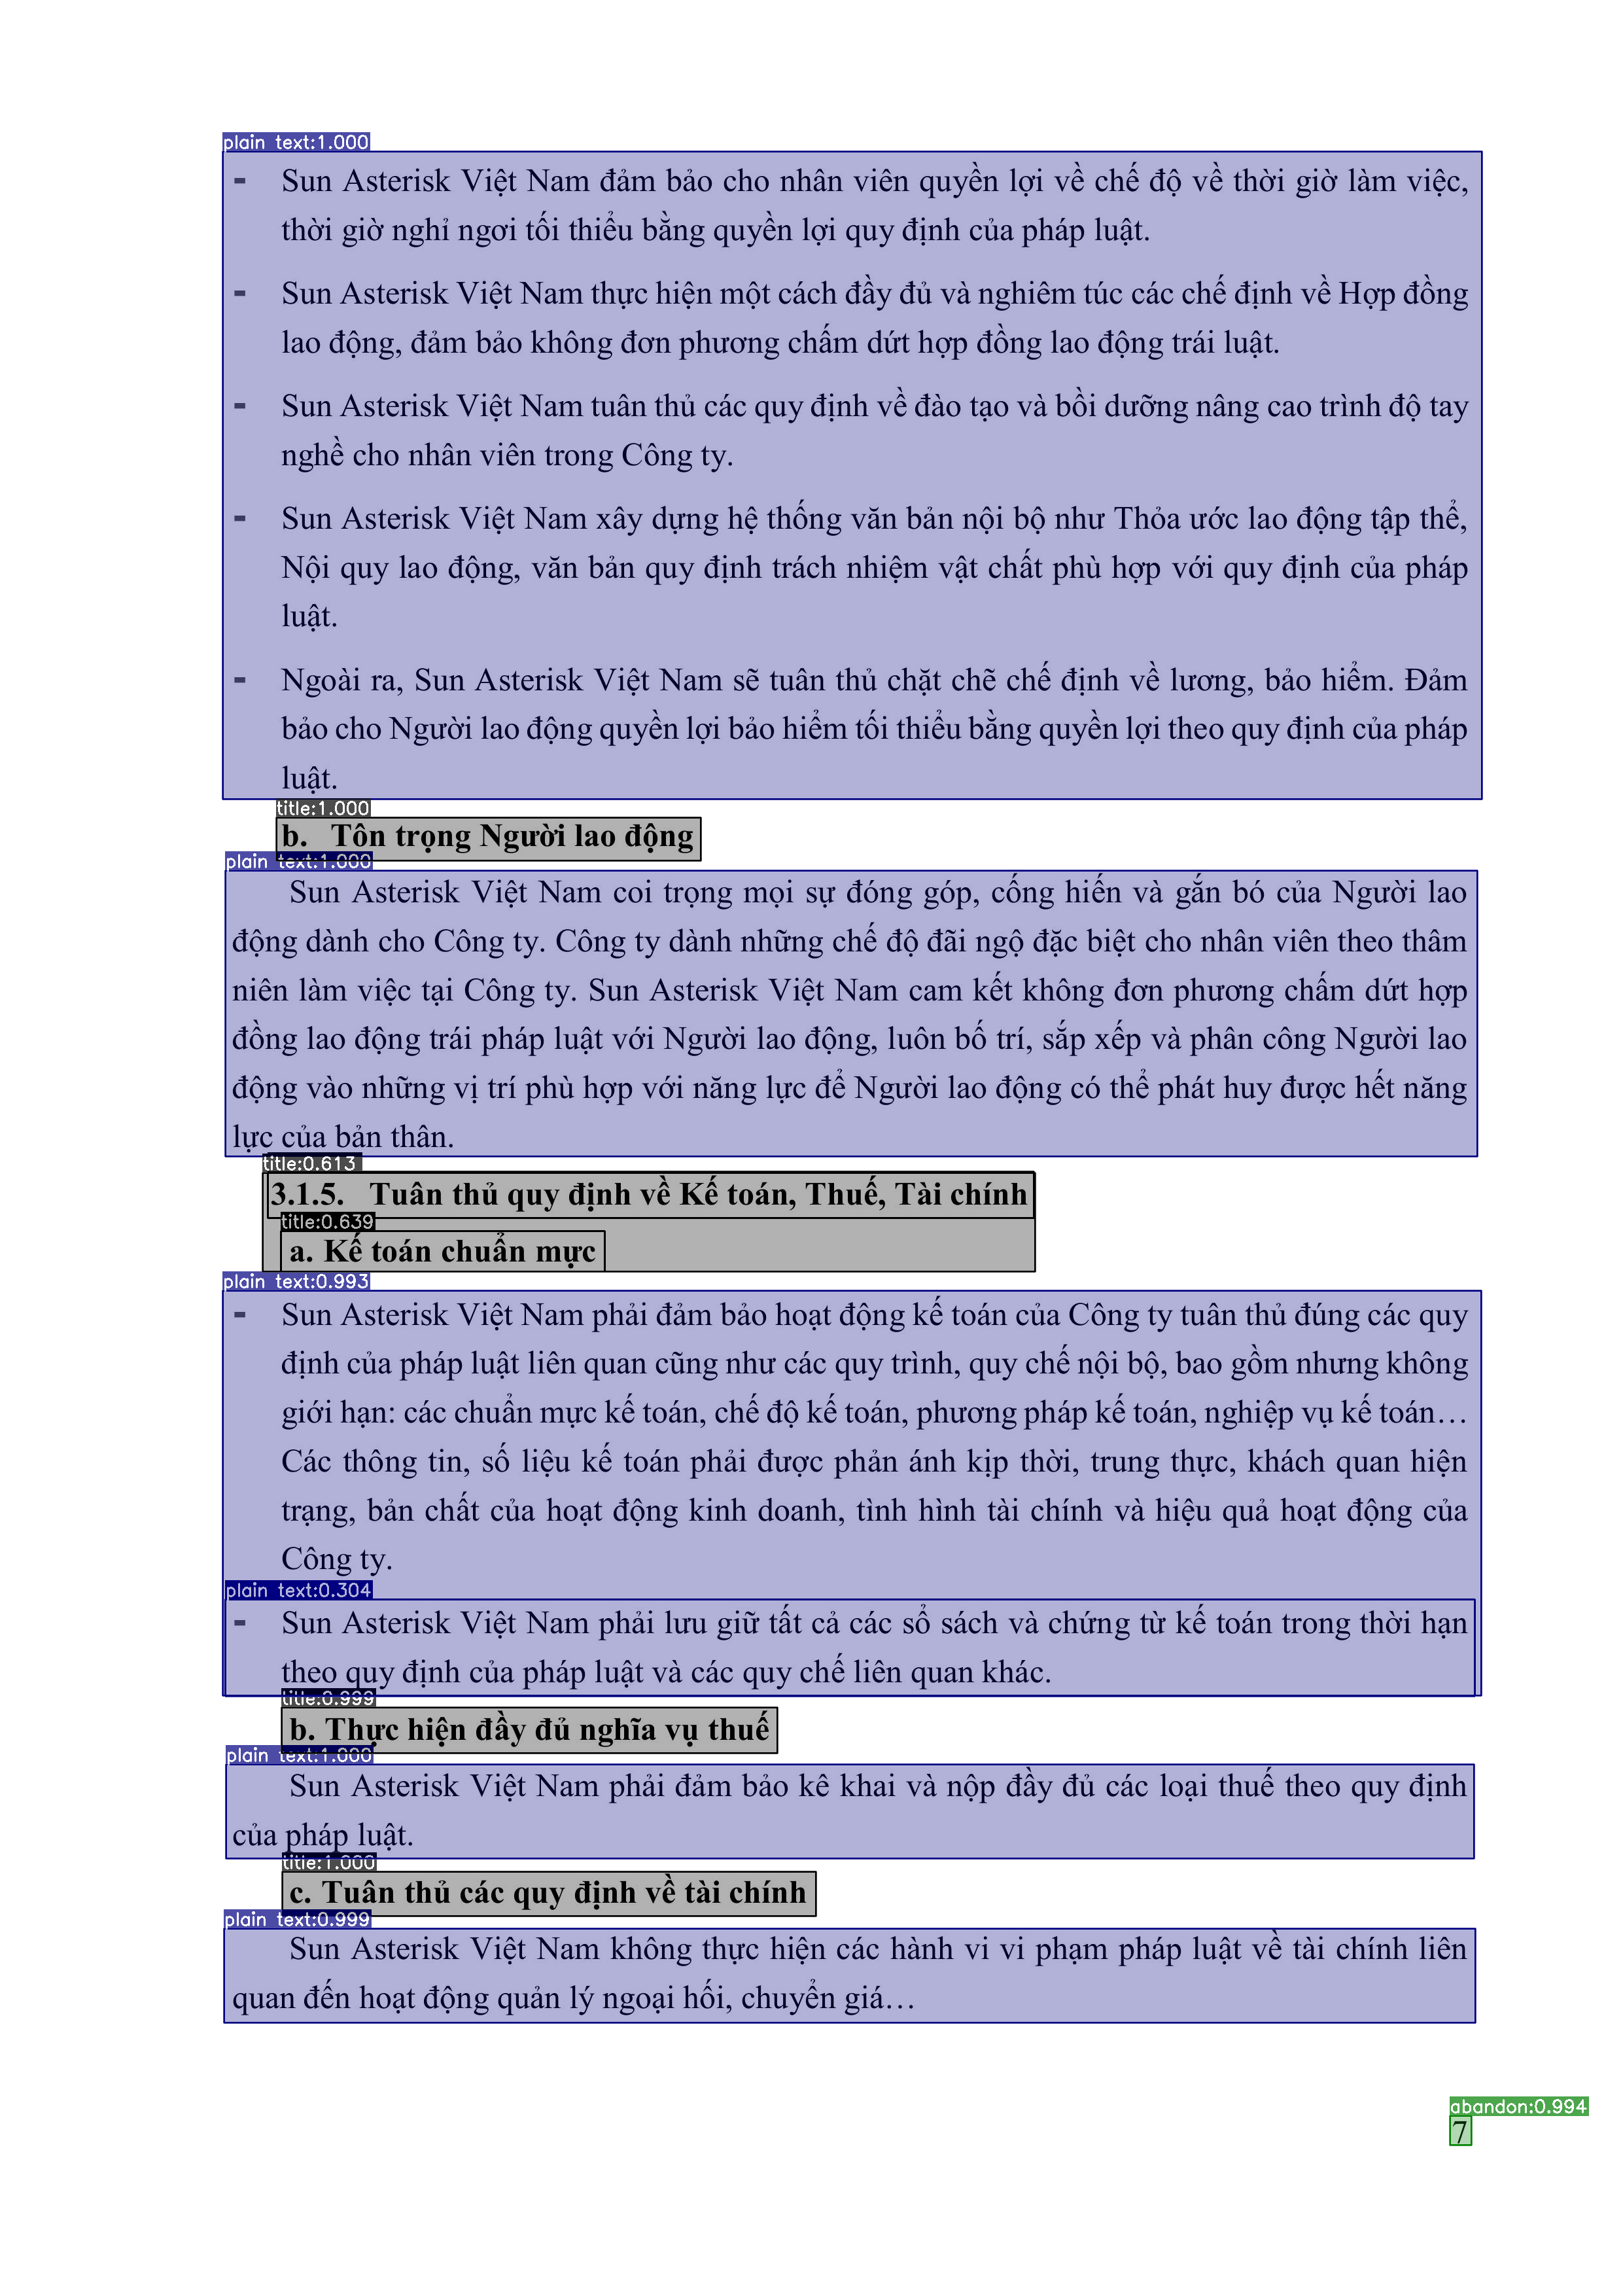 plain text:1.000
- Sun Asterisk Việt Nam đảm bảo cho nhân viên quyền lợi về chế độ về thời giờ làm việc,
thời giờ nghỉ ngơi tối thiểu bằng quyền lợi quy định của pháp luật.
- Sun Asterisk Việt Nam thực hiện một cách đầy đủ và nghiêm túc các chế định về Hợp đồng
lao động, đảm bảo không đơn phương chấm dứt hợp đồng lao động trái luật.
- Sun Asterisk Việt Nam tuân thủ các quy định về đào tạo và bồi dưỡng nâng cao trình độ tay
nghề cho nhân viên trong Công ty.
- Sun Asterisk Việt Nam xây dựng hệ thống văn bản nội bộ như Thỏa ước lao động tập thể,
Nội quy lao động, văn bản quy định trách nhiệm vật chất phù hợp với quy định của pháp
luật.
- Ngoài ra, Sun Asterisk Việt Nam sẽ tuân thủ chặt chẽ chế định về lương, bảo hiểm. Đảm
bảo cho Người lao động quyền lợi bảo hiểm tối thiểu bằng quyền lợi theo quy định của pháp
luật.
title:1.000
b. Tôn trọng Người lao động
plain text:1.000
Sun Asterisk Việt Nam coi trọng mọi sự đóng góp, cống hiến và gắn bó của Người lao
động dành cho Công ty. Công ty dành những chế độ đãi ngộ đặc biệt cho nhân viên theo thâm
niên làm việc tại Công ty. Sun Asterisk Việt Nam cam kết không đơn phương chấm dứt hợp
đồng lao động trái pháp luật với Người lao động, luôn bố trí, sắp xếp và phân công Người lao
động vào những vị trí phù hợp với năng lực để Người lao động có thể phát huy được hết năng
lực của bản thân.
title:0.613
3.1.5. Tuân thủ quy định về Kế toán, Thuế, Tài chính
title:0.639
a. Kế toán chuẩn mực
plain text:0.993
- Sun Asterisk Việt Nam phải đảm bảo hoạt động kế toán của Công ty tuân thủ đúng các quy
định của pháp luật liên quan cũng như các quy trình, quy chế nội bộ, bao gồm nhưng không
giới hạn: các chuẩn mực kế toán, chế độ kế toán, phương pháp kế toán, nghiệp vụ kế toán…
Các thông tin, số liệu kế toán phải được phản ánh kịp thời, trung thực, khách quan hiện
trạng, bản chất của hoạt động kinh doanh, tình hình tài chính và hiệu quả hoạt động của
Công ty.
plain text:0.304
- Sun Asterisk Việt Nam phải lưu giữ tất cả các sổ sách và chứng từ kế toán trong thời hạn
theo quy định của pháp luật và các quy chế liên quan khác.
title:0.999
b. Thực hiện đầy đủ nghĩa vụ thuế
plain text:1.000
Sun Asterisk Việt Nam phải đảm bảo kê khai và nộp đầy đủ các loại thuế theo quy định
của pháp luật.
title:1.000
c. Tuân thủ các quy định về tài chính
plain text:0.999
Sun Asterisk Việt Nam không thực hiện các hành vi vi phạm pháp luật về tài chính liên
quan đến hoạt động quản lý ngoại hối, chuyển giá…
abandon:0.994
7